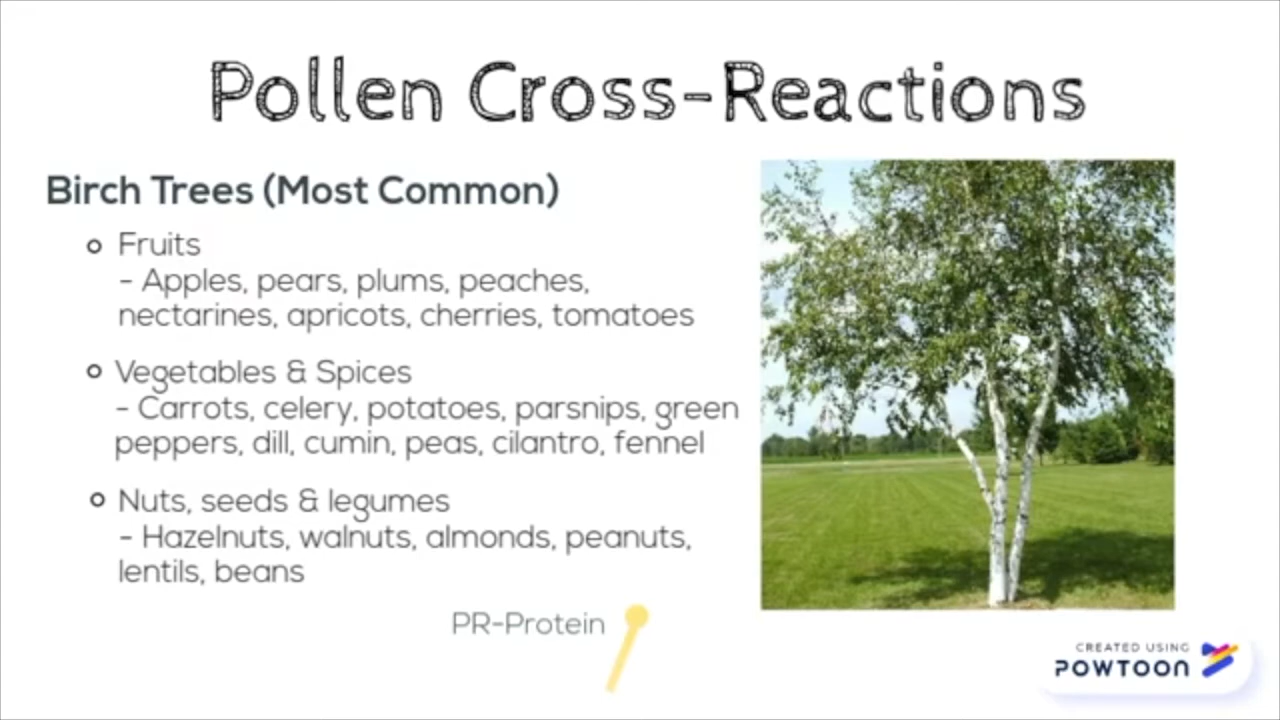 Pollen Cross-Reactions
Birch Trees (Most Common)
Fruits
- Apples, pears, plums, peaches,
nectarines, apricots, cherries, tomatoes
Vegetables & Spices
- Carrots, celery, potatoes, parsnips, green
peppers, dill, cumin, peas, cilantro, fennel
Nuts, seeds & legumes
- Hazelnuts, walnuts, almonds, peanuts,
lentils, beans
PR-Protein
CREATED USING
POWTOON